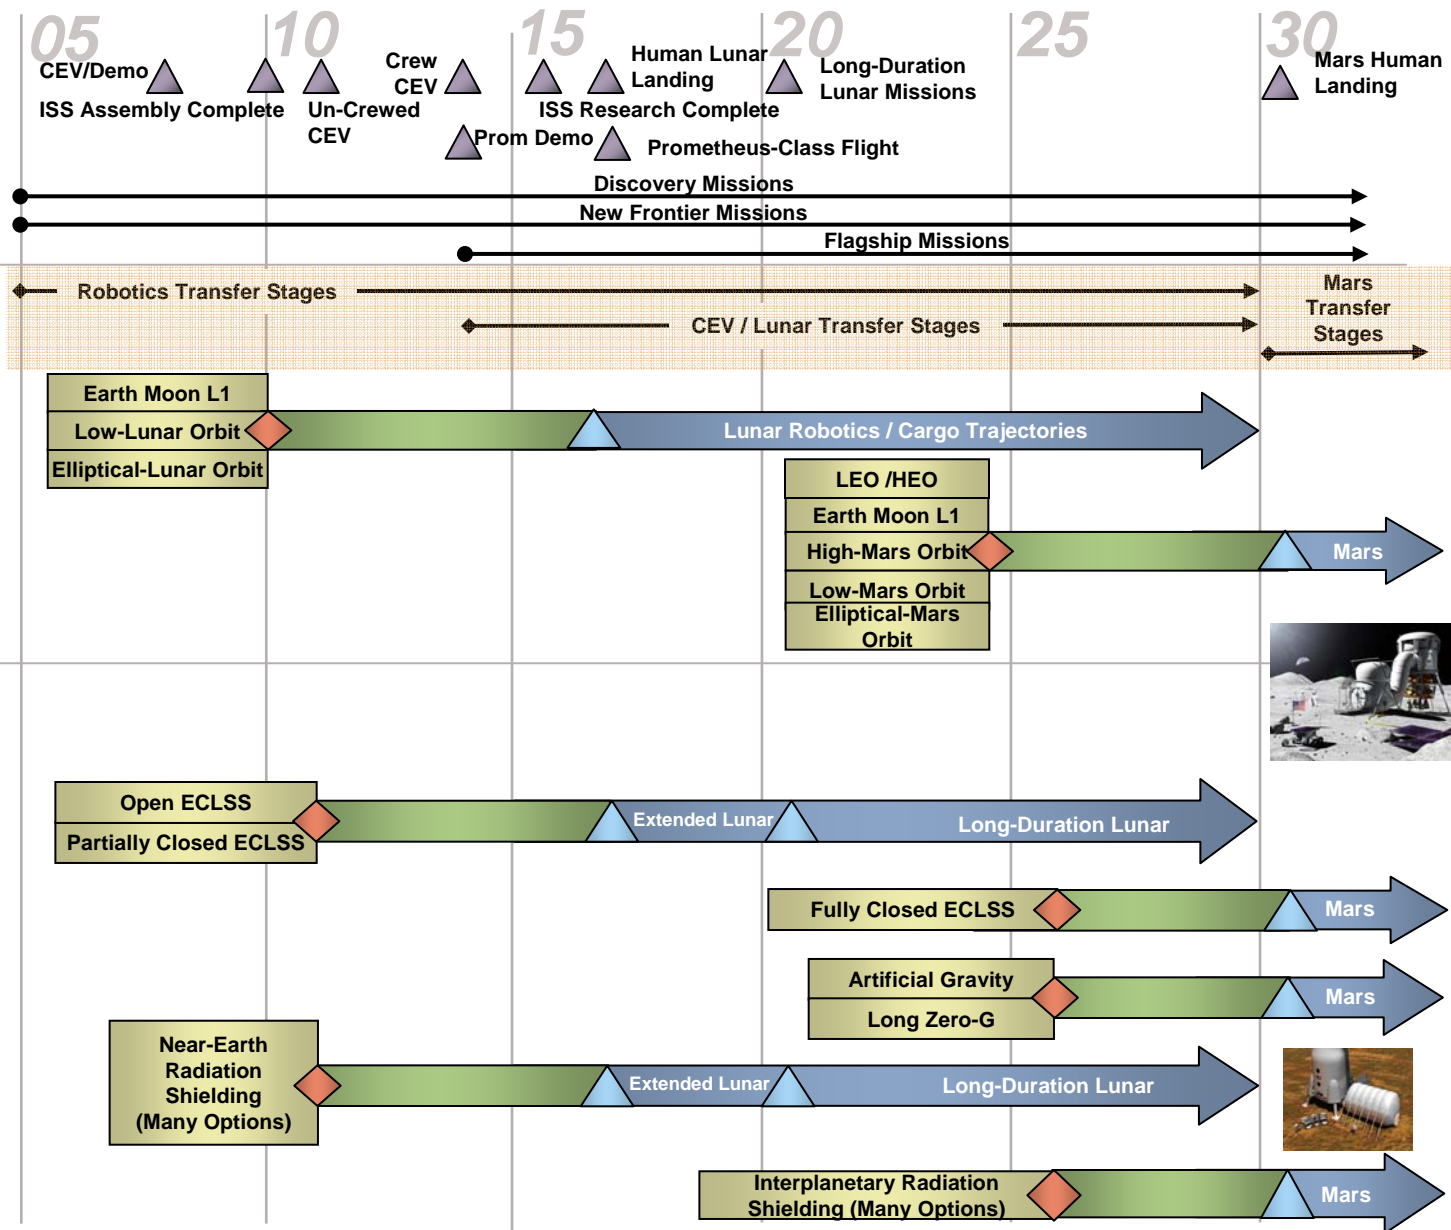 05
10
15
20
25
30
CEV/Demo
ISS Assembly Complete
Un-Crewed
CEV
Crew
CEV
Human Lunar
Landing
ISS Research Complete
Long-Duration
Lunar Missions
Mars Human
Landing
Prom Demo
Prometheus-Class Flight
Discovery Missions
New Frontier Missions
Flagship Missions
Robotics Transfer Stages
CEV / Lunar Transfer Stages
Mars
Transfer
Stages
Earth Moon L1
Low-Lunar Orbit
Elliptical-Lunar Orbit
Lunar Robotics / Cargo Trajectories
LEO /HEO
Earth Moon L1
High-Mars Orbit
Low-Mars Orbit
Elliptical-Mars
Orbit
Mars
Open ECLSS
Partially Closed ECLSS
Extended Lunar
Long-Duration Lunar
Fully Closed ECLSS
Mars
Artificial Gravity
Long Zero-G
Mars
Near-Earth
Radiation
Shielding
(Many Options)
Extended Lunar
Long-Duration Lunar
Interplanetary Radiation
Shielding (Many Options)
Mars